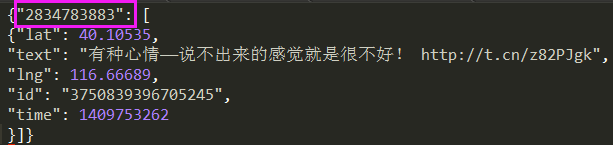 {"2834783883": [
{"lat": 40.10535,
"text": "有种心情——说不出来的感觉就是很不好！ http://t.cn/z82PJgk",
"lng": 116.66689,
"id": "3750839396705245",
"time": 1409753262
}]}